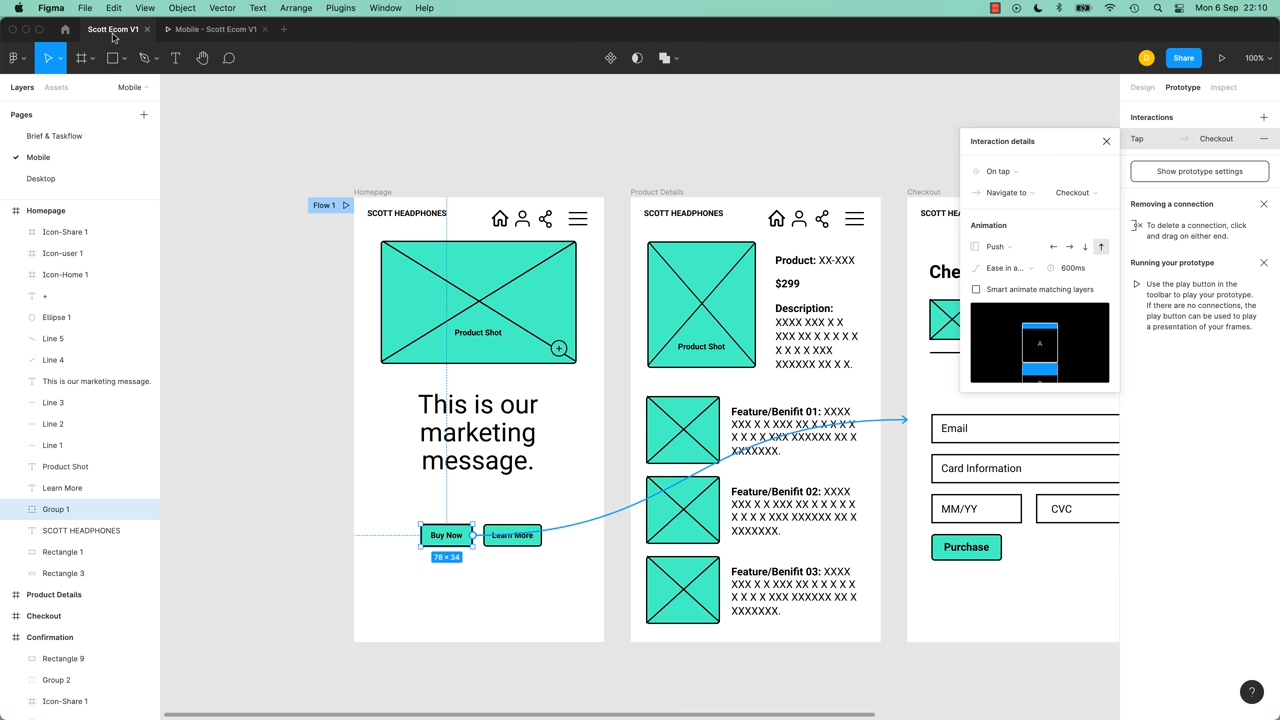 Figma File Edit View Object Vector Text Arrange Plugins Window Help
Mon 6 Sep 22:10
Scott Ecom V1
Mobile - Scott Ecom V1
D
Share
100%
Layers
Assets
Mobile
Pages
Brief & Taskflow
Mobile
Desktop
Homepage
Icon-Share 1
Icon-user 1
Icon-Home 1
+
Ellipse 1
Line 5
Line 4
This is our marketing message.
Line 3
Line 2
Line 1
Product Shot
Learn More
Group 1
SCOTT HEADPHONES
Rectangle 1
Rectangle 3
Product Details
Checkout
Confirmation
Rectangle 9
Group 2
Icon-Share 1
Flow 1
Homepage
SCOTT HEADPHONES
Product Shot
+
This is our
marketing
message.
Buy Now
Learn More
78 × 34
Product Details
SCOTT HEADPHONES
Product Shot
Product: XX-XXX
$299
Description:
XXXX XXX X X
XXX XX X X X X X
X X X X XXX
XXXXXX XX X X.
Feature/Benifit 01: XXXX
XXX X X XXX XX X X X X X
X X X X XXX XXXXXX XX X
XXXXXXX.
Feature/Benifit 02: XXXX
XXX X X XXX XX X X X X X
X X X X XXX XXXXXX XX X
XXXXXXX.
Feature/Benifit 03: XXXX
XXX X X XXX XX X X X X X
X X X X XXX XXXXXX XX X
XXXXXXX.
Checkout
SCOTT HEA
Che
Email
Card Information
MM/YY
CVC
Purchase
Interaction details
On tap
Navigate to
Checkout
Animation
Push
Ease in a...
600ms
Smart animate matching layers
A
Design
Prototype
Inspect
Interactions
Tap
Checkout
Show prototype settings
Removing a connection
To delete a connection, click
and drag on either end.
Running your prototype
Use the play button in the
toolbar to play your prototype.
If there are no connections, the
play button can be used to play
a presentation of your frames.
?